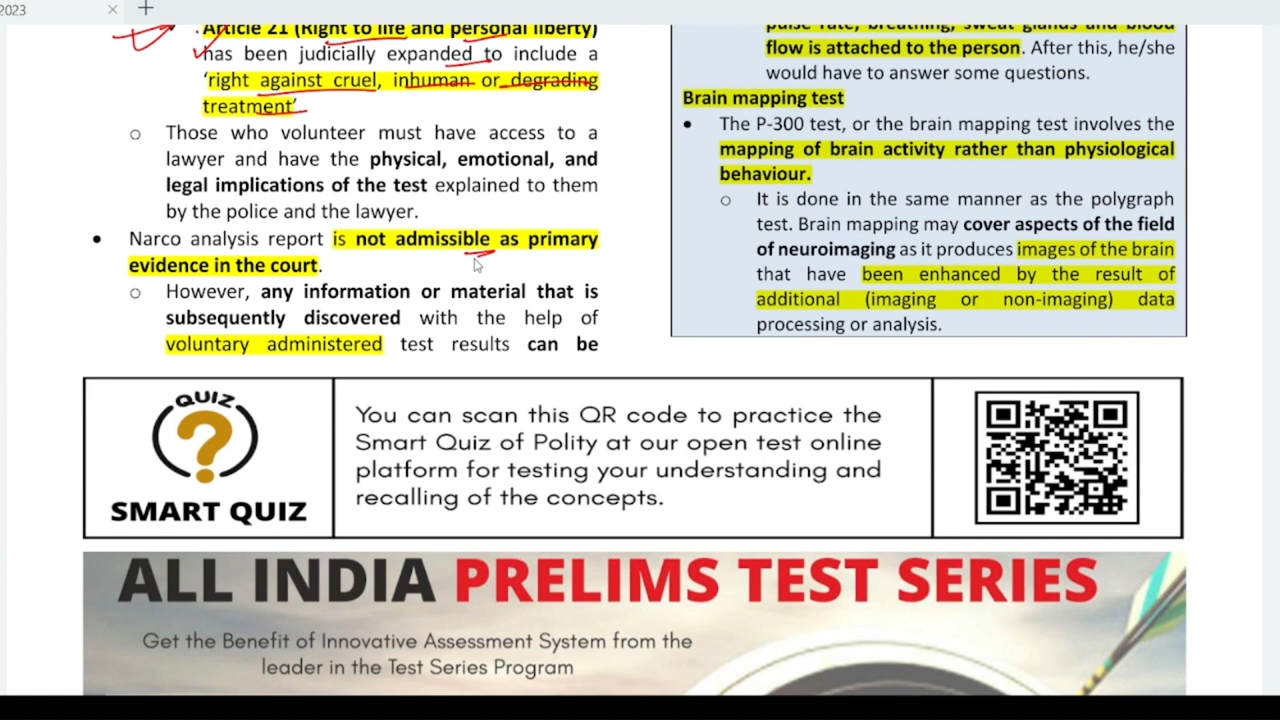 2023
Article 21 (Right to life and personal liberty)
has been judicially expanded to include a
‘right against cruel, inhuman or degrading
treatment’
o Those who volunteer must have access to a
lawyer and have the physical, emotional, and
legal implications of the test explained to them
by the police and the lawyer.
• Narco analysis report is not admissible as primary
evidence in the court.
o However, any information or material that is
subsequently discovered with the help of
voluntary administered test results can be
pulse rate, breathing, sweat glands and blood
flow is attached to the person. After this, he/she
would have to answer some questions.
Brain mapping test
• The P-300 test, or the brain mapping test involves the
mapping of brain activity rather than physiological
behaviour.
o It is done in the same manner as the polygraph
test. Brain mapping may cover aspects of the field
of neuroimaging as it produces images of the brain
that have been enhanced by the result of
additional (imaging or non-imaging) data
processing or analysis.
QUIZ
?
SMART QUIZ
You can scan this QR code to practice the
Smart Quiz of Polity at our open test online
platform for testing your understanding and
recalling of the concepts.
ALL INDIA PRELIMS TEST SERIES
Get the Benefit of Innovative Assessment System from the
leader in the Test Series Program